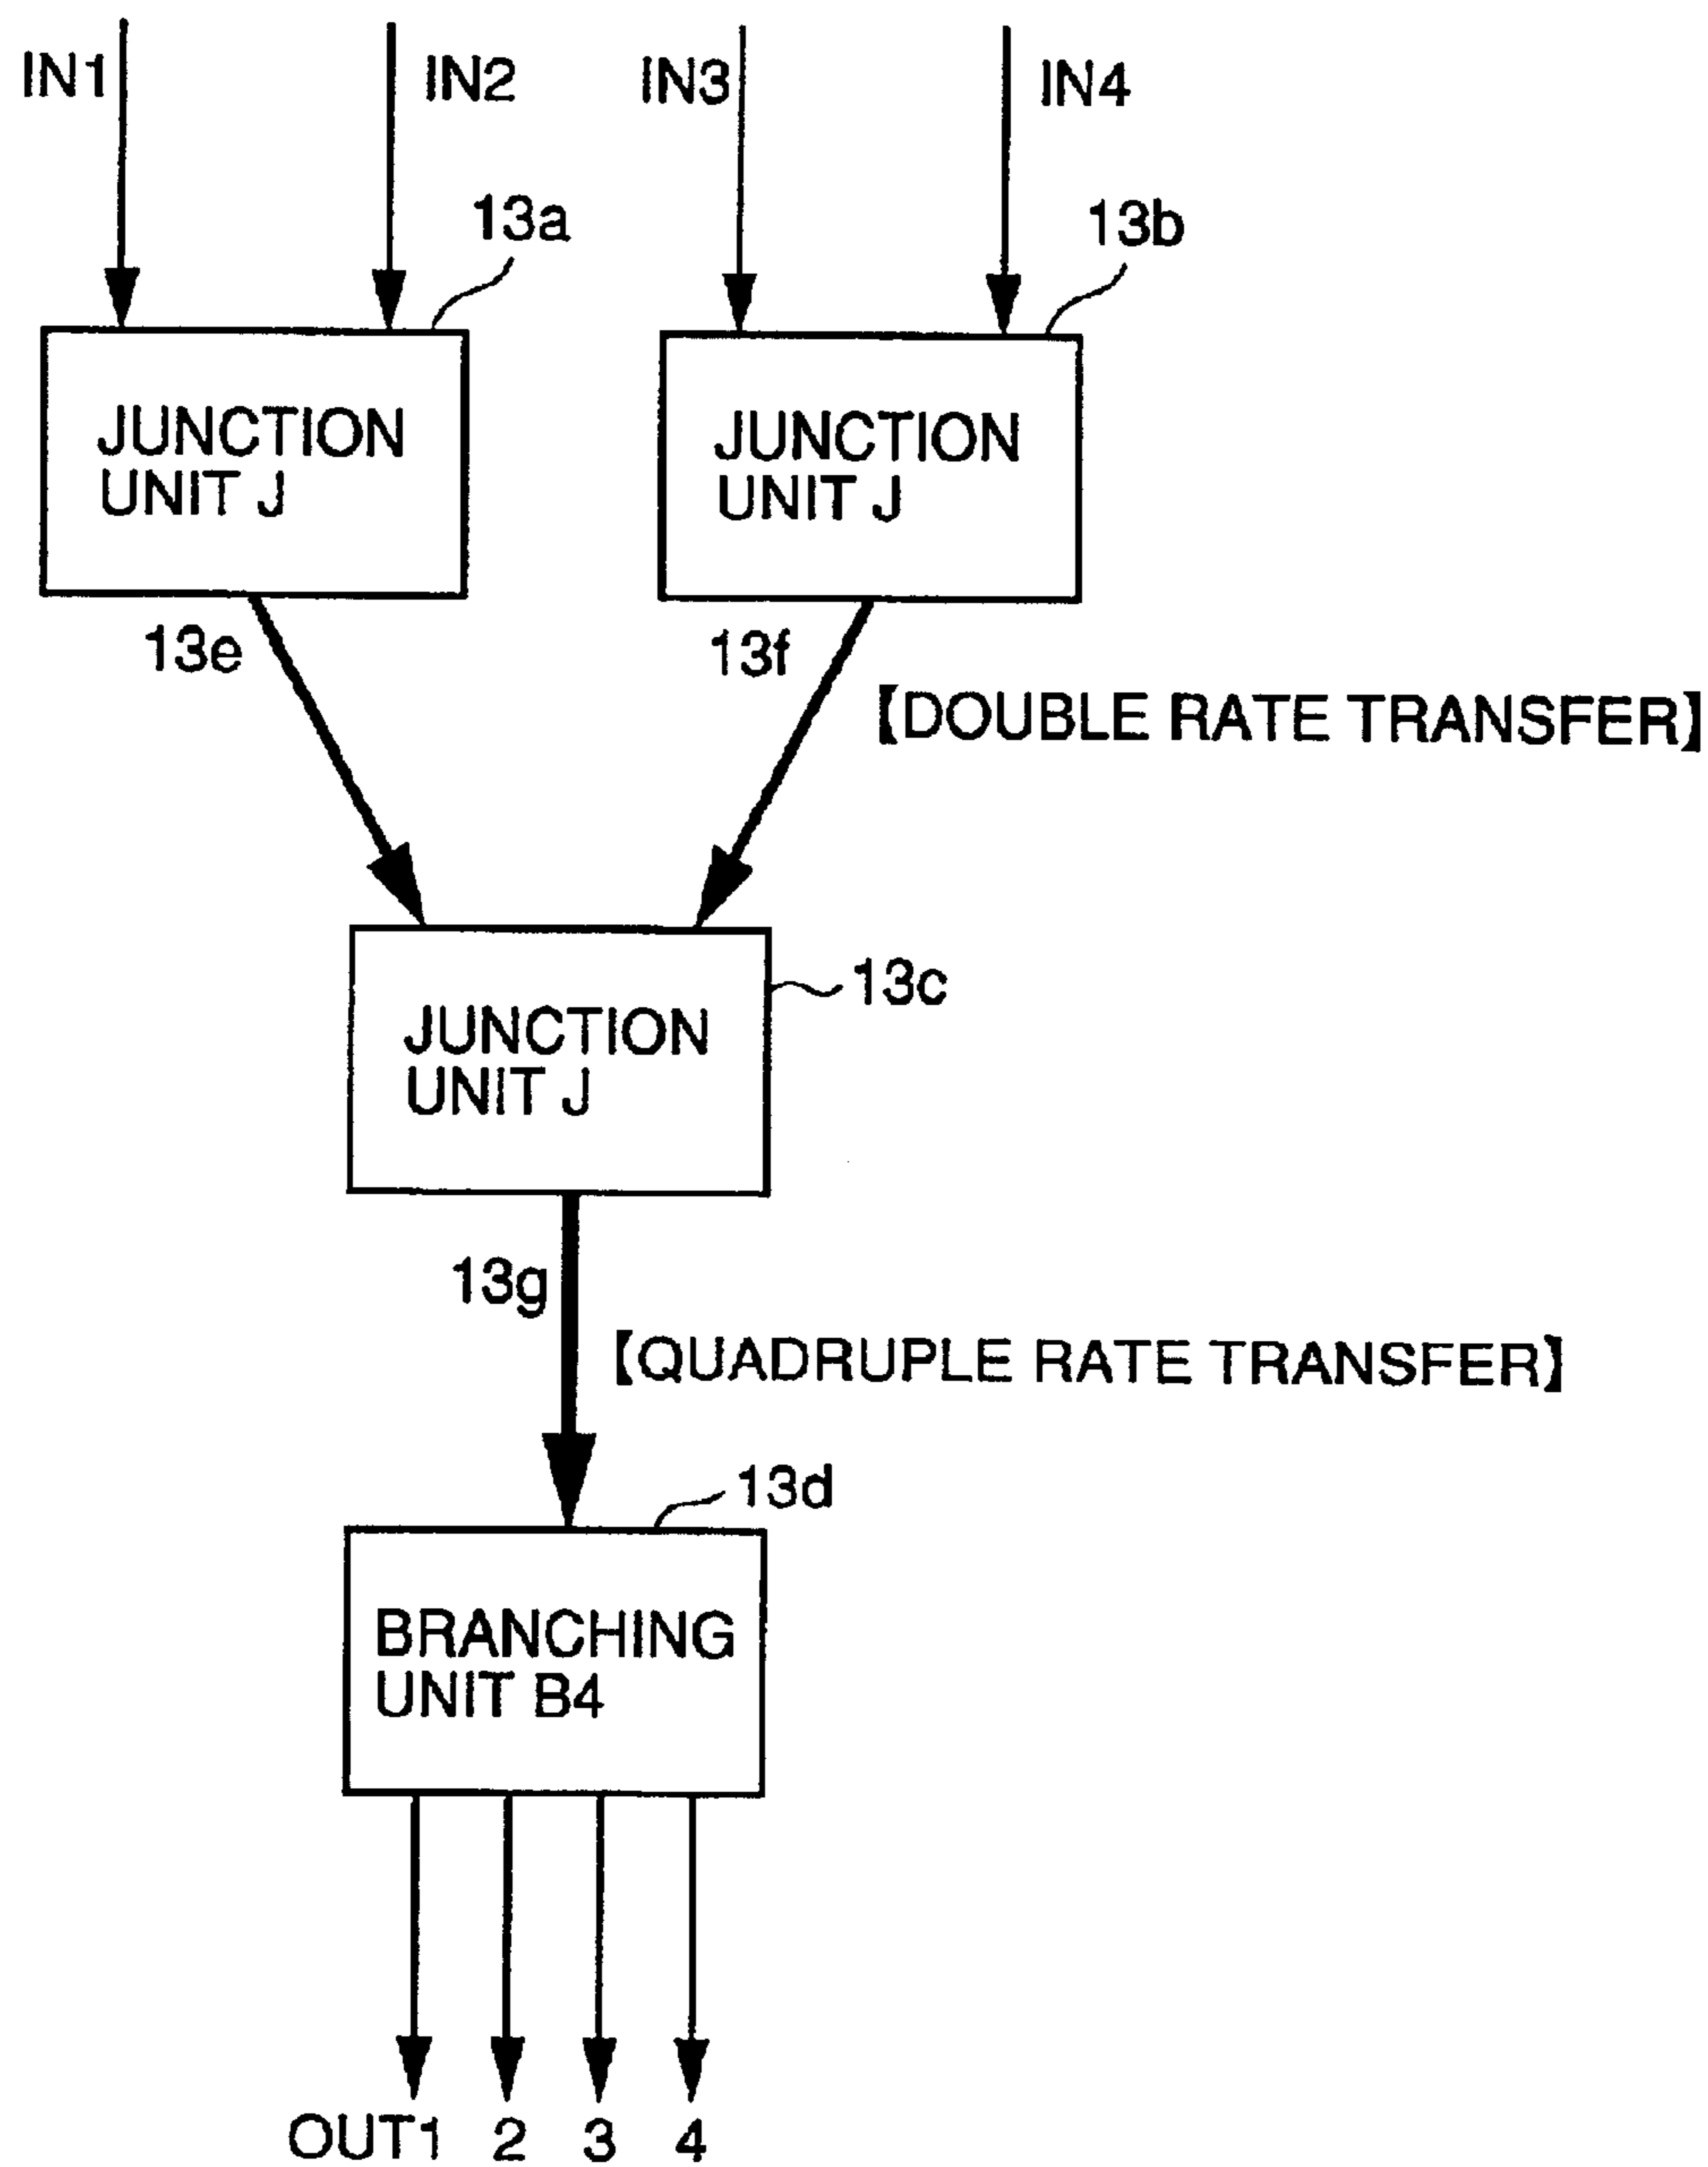 IN1
IN2
IN3
IN4
13a
13b
JUNCTION
UNIT J
JUNCTION
UNIT J
13e
13f
【DOUBLE RATE TRANSFER】
13c
JUNCTION
UNIT J
13g
【QUADRUPLE RATE TRANSFER】
13d
BRANCHING
UNIT B4
OUT1 2 3 4